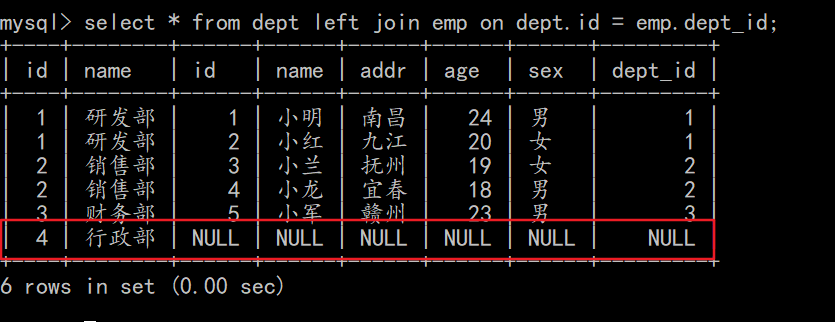 mysql> select * from dept left join emp on dept.id = emp.dept_id;
+----+--------+------+------+------+------+------+---------+
| id | name | id | name | addr | age | sex | dept_id |
+----+--------+------+------+------+------+------+---------+
| 1 | 研发部 | 1 | 小明 | 南昌 | 24 | 男 | 1 |
| 1 | 研发部 | 2 | 小红 | 九江 | 20 | 女 | 1 |
| 2 | 销售部 | 3 | 小兰 | 抚州 | 19 | 女 | 2 |
| 2 | 销售部 | 4 | 小龙 | 宜春 | 18 | 男 | 2 |
| 3 | 财务部 | 5 | 小军 | 赣州 | 23 | 男 | 3 |
| 4 | 行政部 | NULL | NULL | NULL | NULL | NULL | NULL |
+----+--------+------+------+------+------+------+---------+
6 rows in set (0.00 sec)